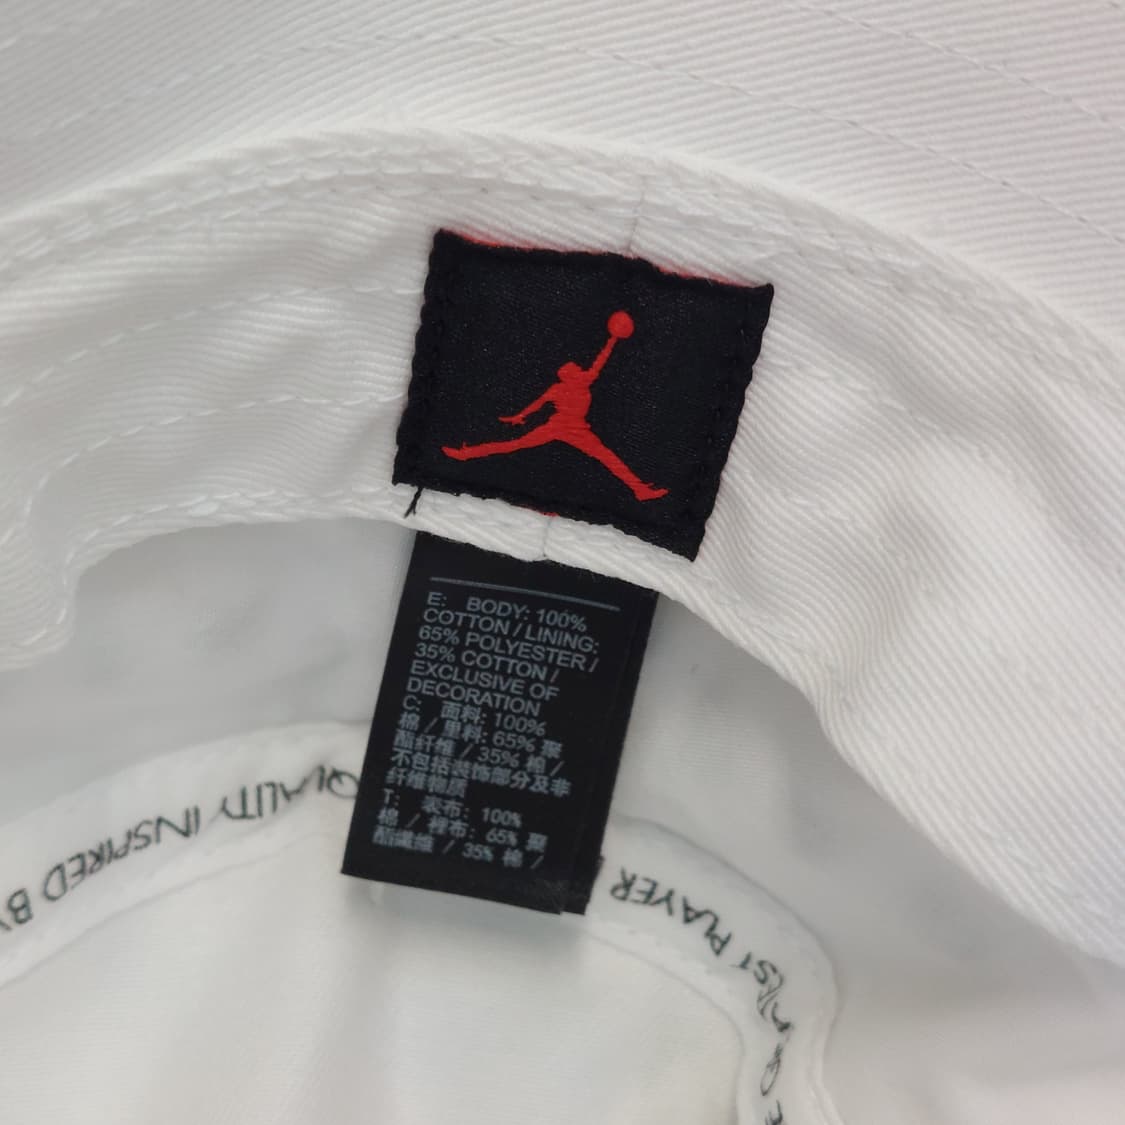 E: BODY: 100%
COTTON / LINING:
65% POLYESTER /
35% COTTON /
EXCLUSIVE OF
DECORATION
C: 面料: 100%
棉 / 里料: 65% 聚
酯纤维 / 35% 棉 /
不包括装饰部分及非
纤维物质
T: 表布: 100%
棉 / 裡布: 65% 聚
酯纖維 / 35% 棉 /
QUALITY INSPIRED BY
PLAYER